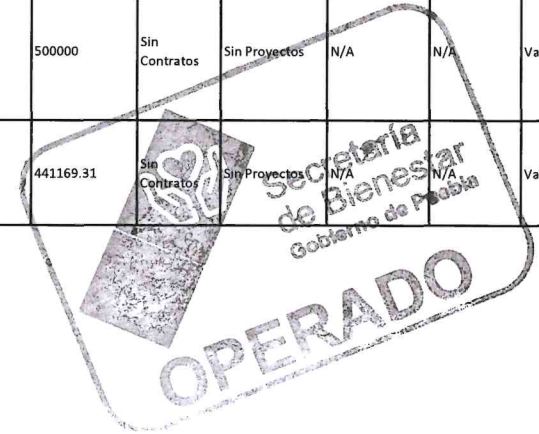 500000 Sin Contratos Sin Proyectos N/A N/A Va
441169.31 Sin Contratos Sin Proyectos N/A N/A Va
Secretaría
de Bienestar
Gobierno de Puebla
OPERADO